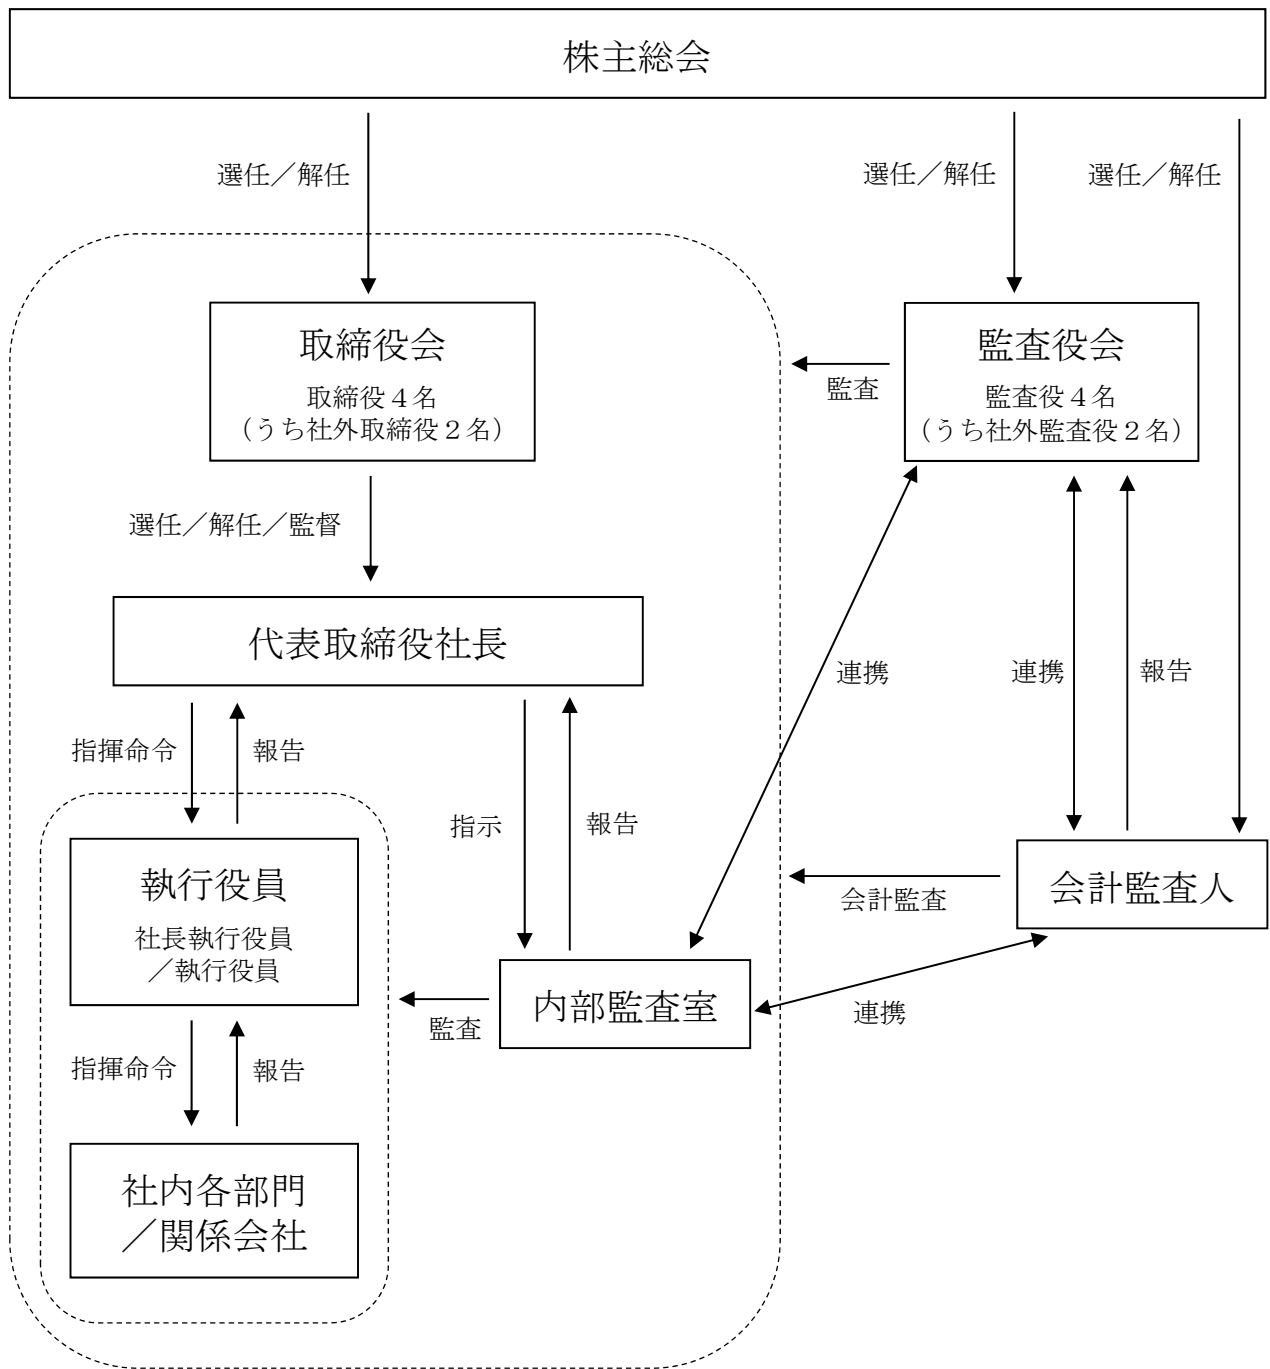 株主総会
選任／解任
選任／解任
選任／解任
取締役会
取締役４名
（うち社外取締役２名）
監査
監査役会
監査役４名
（うち社外監査役２名）
選任／解任／監督
代表取締役社長
連携
連携
報告
指揮命令
報告
指示
報告
執行役員
社長執行役員
／執行役員
会計監査
会計監査人
監査
内部監査室
連携
指揮命令
報告
社内各部門
／関係会社